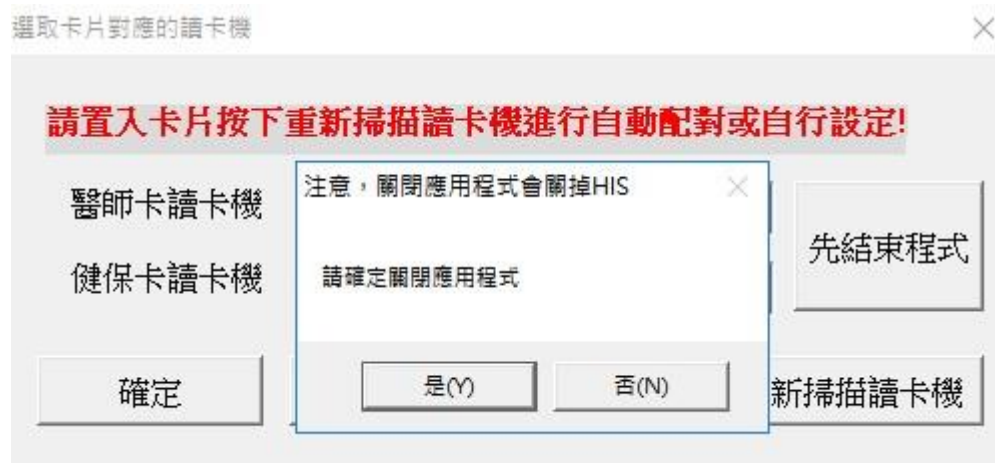 選取卡片對應的讀卡機
請置入卡片按下重新掃描讀卡機進行自動配對或自行設定!
醫師卡讀卡機
健保卡讀卡機
先結束程式
注意，關閉應用程式會關掉HIS
請確定關閉應用程式
是(Y)
否(N)
確定
新掃描讀卡機